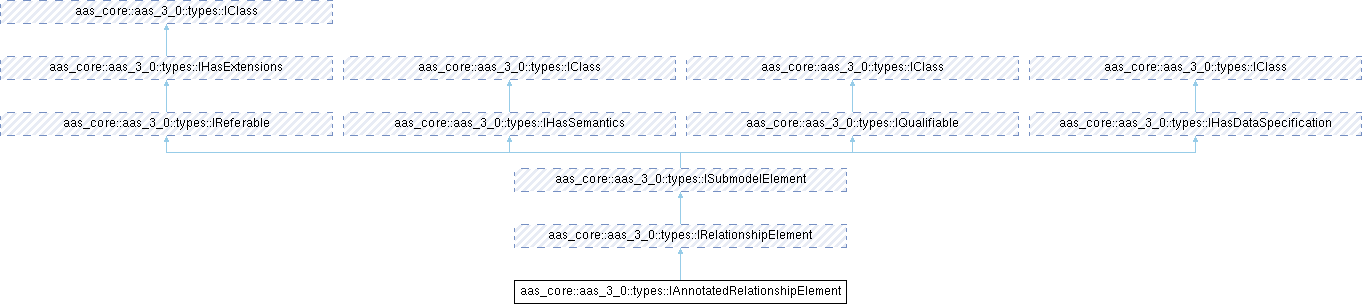 aas_core::aas_3_0::types::IClass
aas_core::aas_3_0::types::IHasExtensions
aas_core::aas_3_0::types::IClass
aas_core::aas_3_0::types::IClass
aas_core::aas_3_0::types::IClass
aas_core::aas_3_0::types::IReferable
aas_core::aas_3_0::types::IHasSemantics
aas_core::aas_3_0::types::IQualifiable
aas_core::aas_3_0::types::IHasDataSpecification
aas_core::aas_3_0::types::ISubmodelElement
aas_core::aas_3_0::types::IRelationshipElement
aas_core::aas_3_0::types::IAnnotatedRelationshipElement